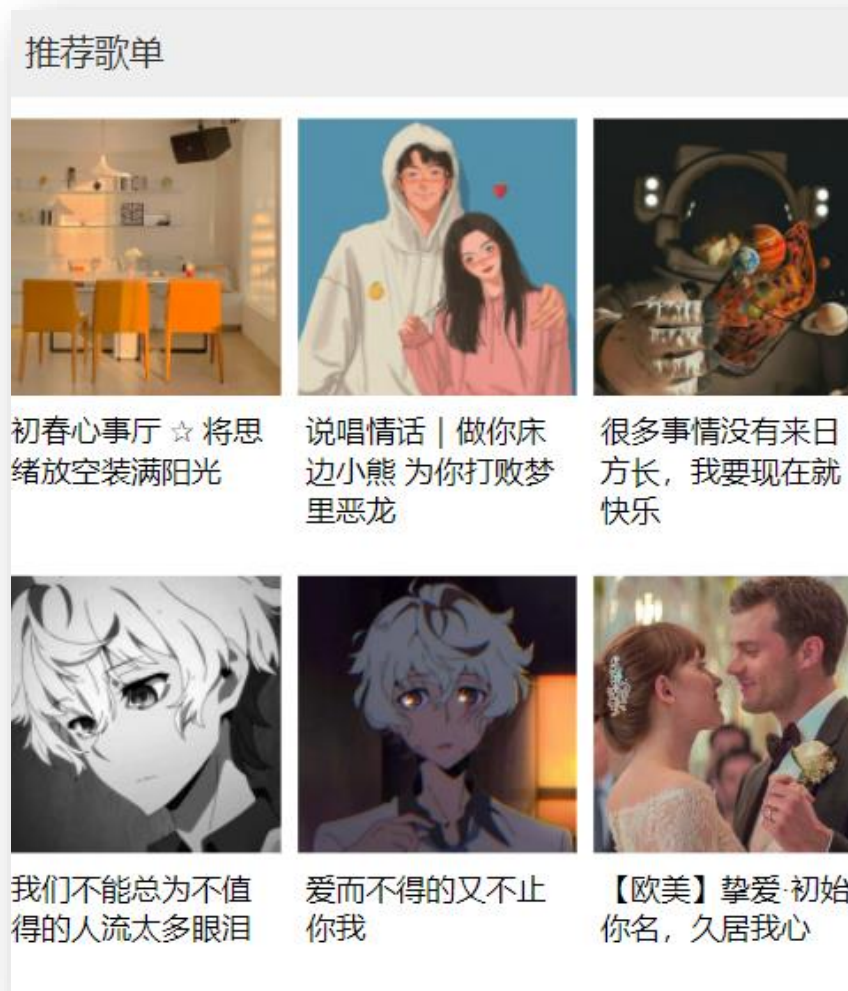 推荐歌单
初春心事厅 ☆ 将思
绪放空装满阳光
说唱情话｜做你床
边小熊 为你打败梦
里恶龙
很多事情没有来日
方长，我要现在就
快乐
我们不能总为不值
得的人流太多眼泪
爱而不得的又不止
你我
【欧美】挚爱·初始
你名，久居我心